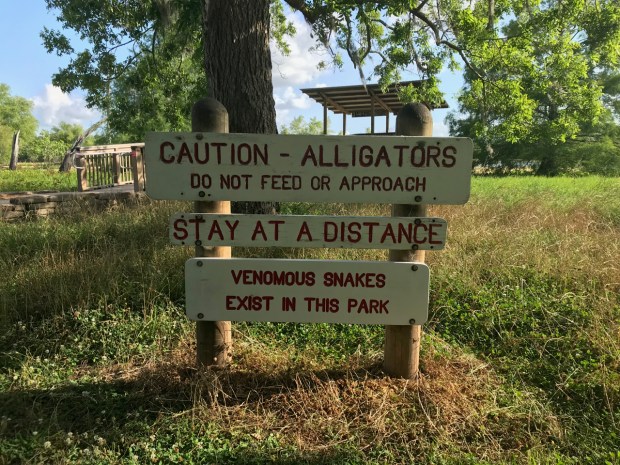 CAUTION - ALLIGATORS
DO NOT FEED OR APPROACH
STAY AT A DISTANCE
VENOMOUS SNAKES
EXIST IN THIS PARK